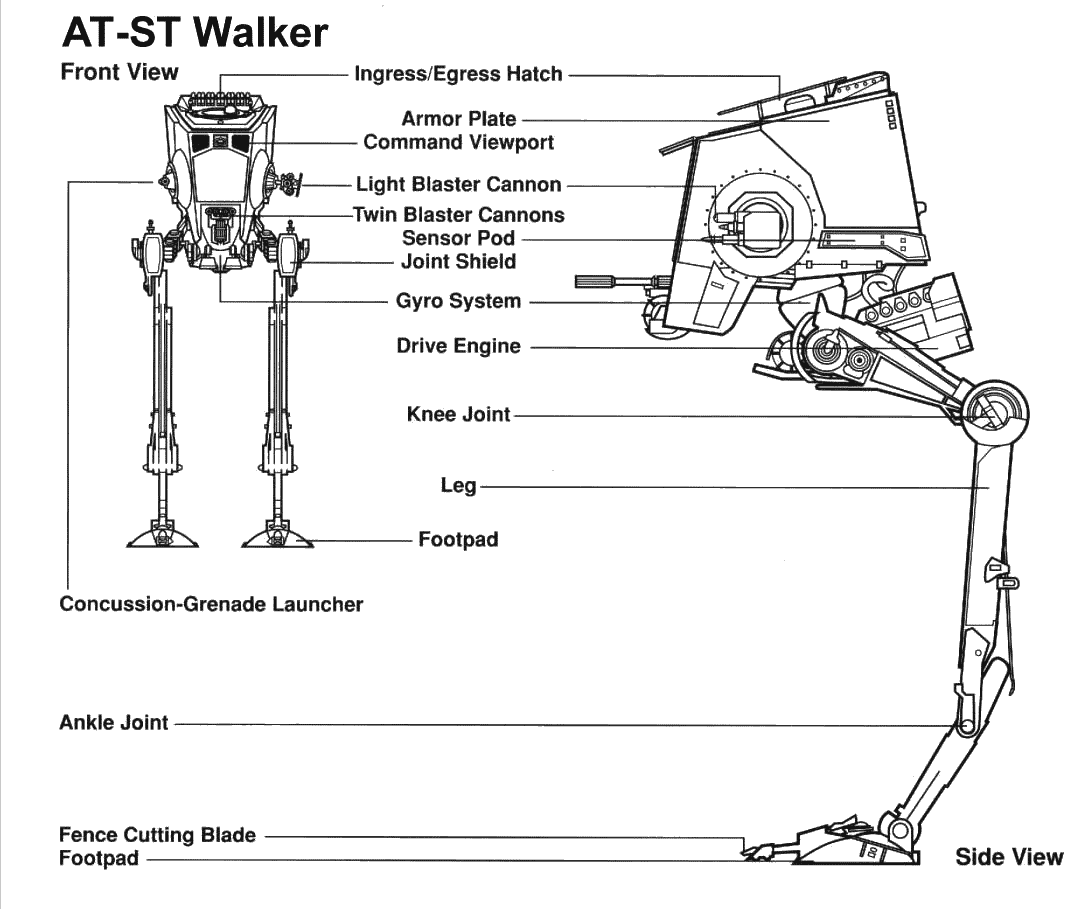 AT-ST Walker
Front View
Ingress/Egress Hatch
Armor Plate
Command Viewport
Light Blaster Cannon
Twin Blaster Cannons
Sensor Pod
Joint Shield
Gyro System
Drive Engine
Knee Joint
Leg
Footpad
Concussion-Grenade Launcher
Ankle Joint
Fence Cutting Blade
Footpad
Side View